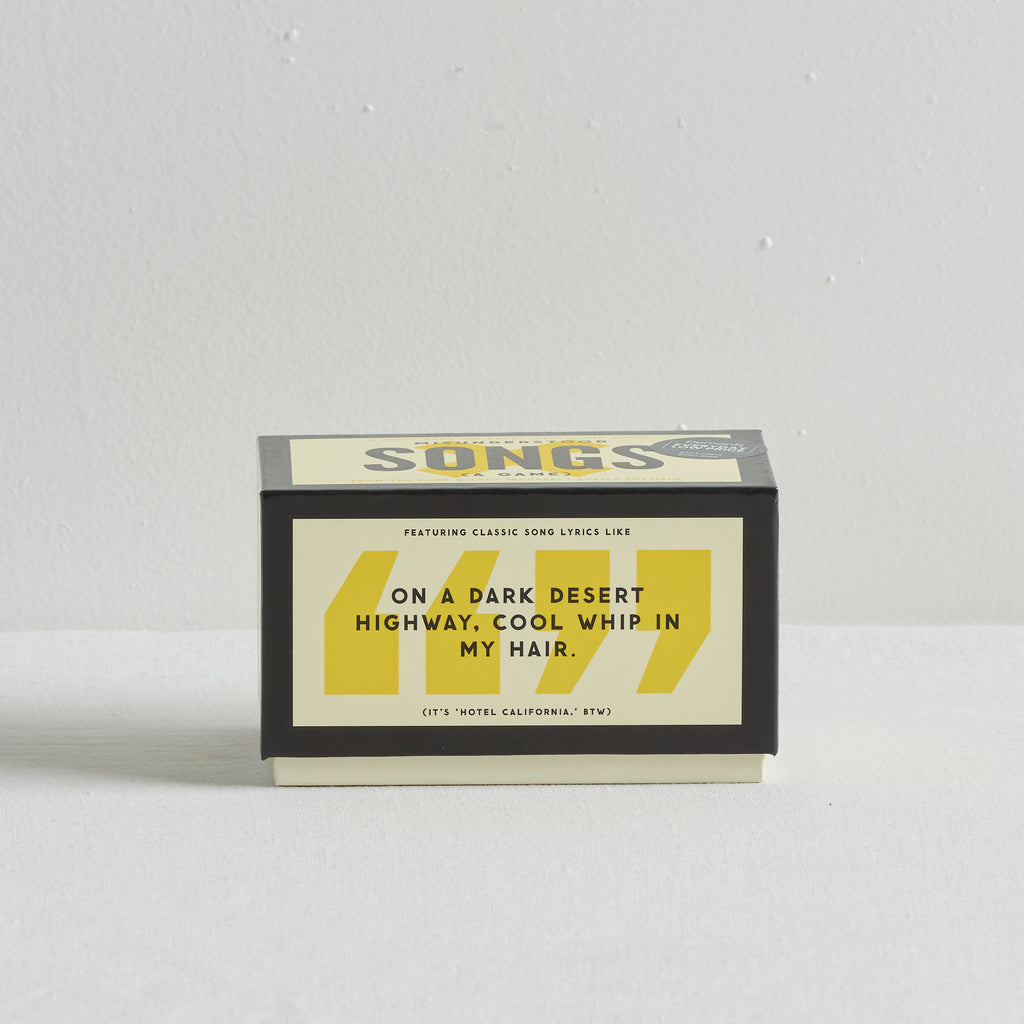 MISUNDERSTOOD
SONGS
(A GAME)
FEATURING CLASSIC SONG LYRICS LIKE
ON A DARK DESERT
HIGHWAY, COOL WHIP IN
MY HAIR.
(IT'S 'HOTEL CALIFORNIA,' BTW)